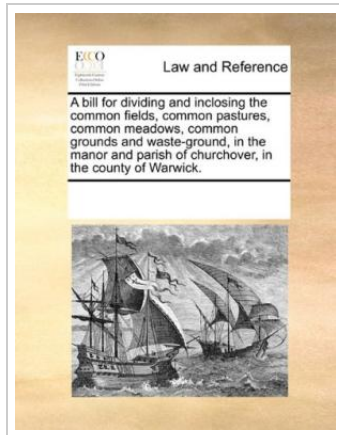 ECCO
Law and Reference
A bill for dividing and inclosing the
common fields, common pastures,
common meadows, common
grounds and waste-ground, in the
manor and parish of churchover, in
the county of Warwick.